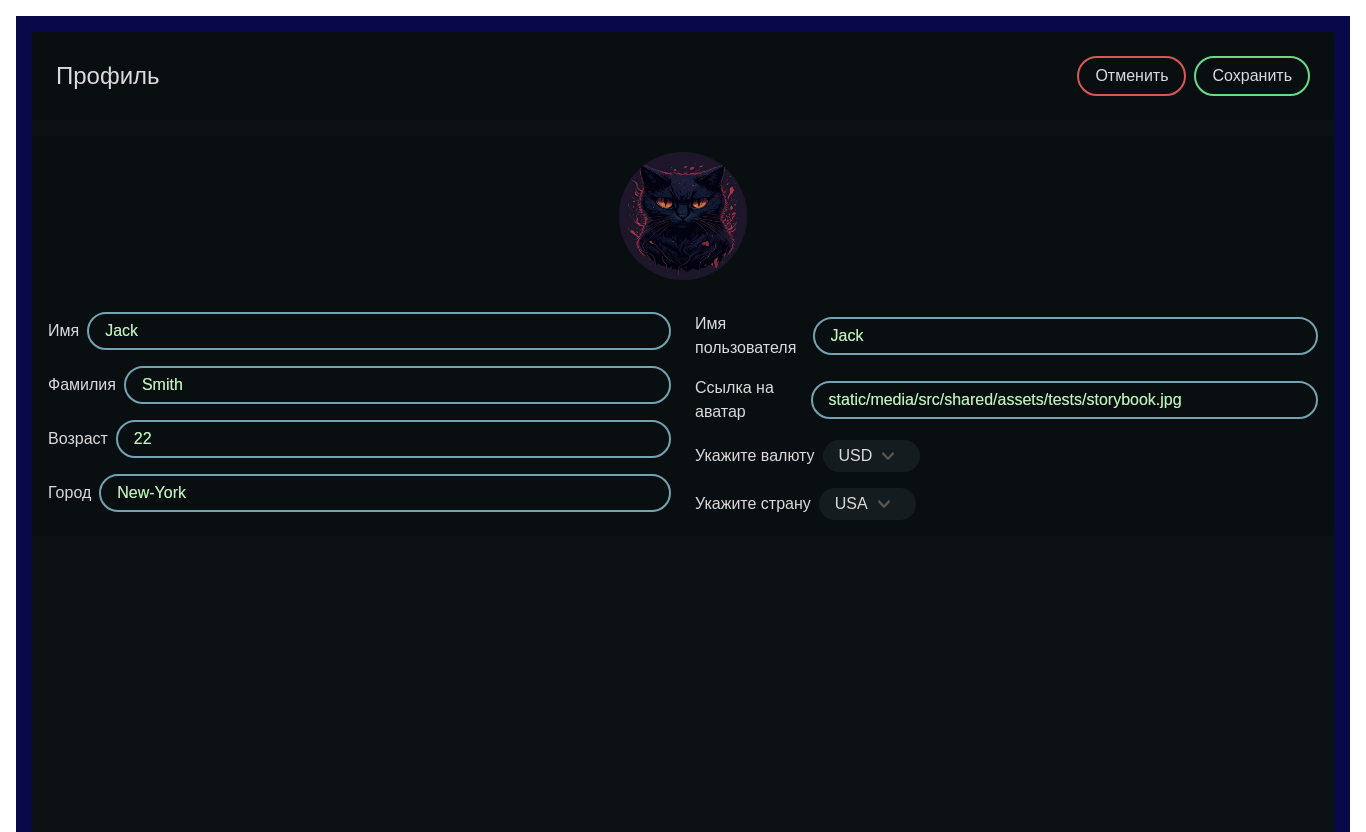 Профиль
Отменить
Сохранить
Имя
Jack
Фамилия
Smith
Возраст
22
Город
New-York
Имя
пользователя
Jack
Ссылка на
аватар
static/media/src/shared/assets/tests/storybook.jpg
Укажите валюту
USD
Укажите страну
USA